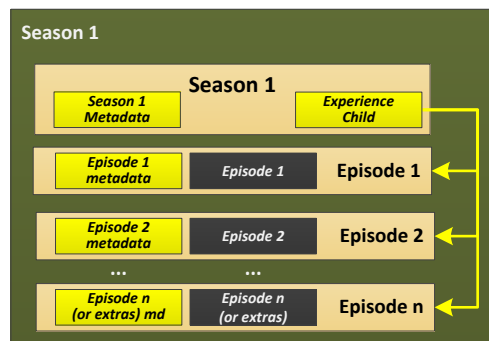 Season 1
Season 1
Season 1
Metadata
Experience
Child
Episode 1
metadata
Episode 1
Episode 1
Episode 2
metadata
Episode 2
Episode 2
... ...
Episode n
(or extras) md
Episode n
(or extras)
Episode n